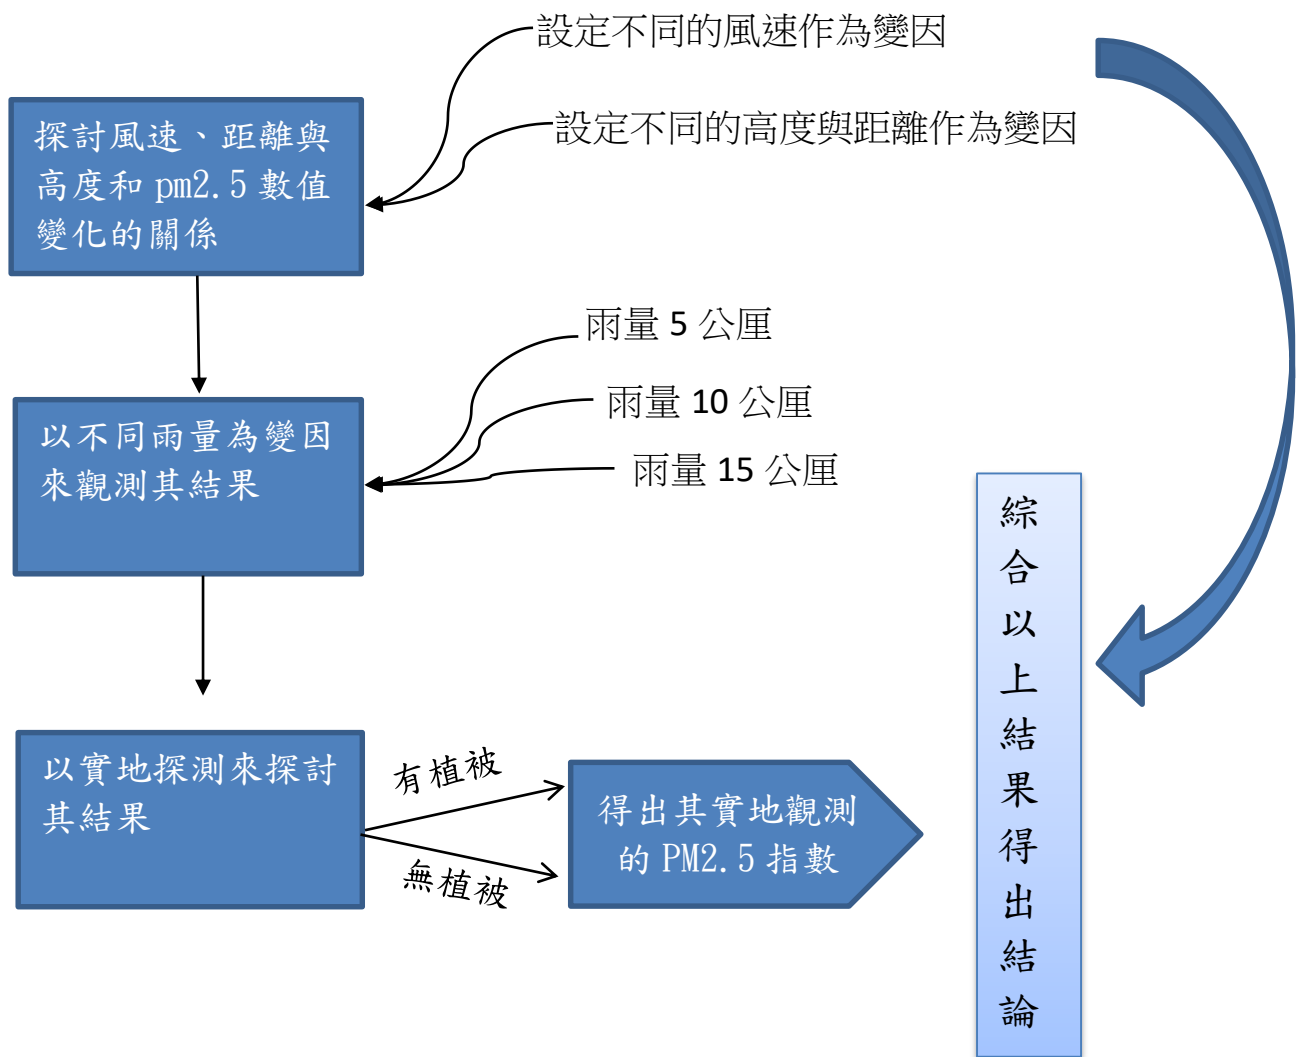 設定不同的風速作為變因
設定不同的高度與距離作為變因
探討風速、距離與
高度和 pm2.5 數值
變化的關係
雨量 5 公厘
雨量 10 公厘
雨量 15 公厘
以不同雨量為變因
來觀測其結果
以實地探測來探討
其結果
有植被
無植被
得出其實地觀測
的 PM2.5 指數
綜合以上結果得出結論